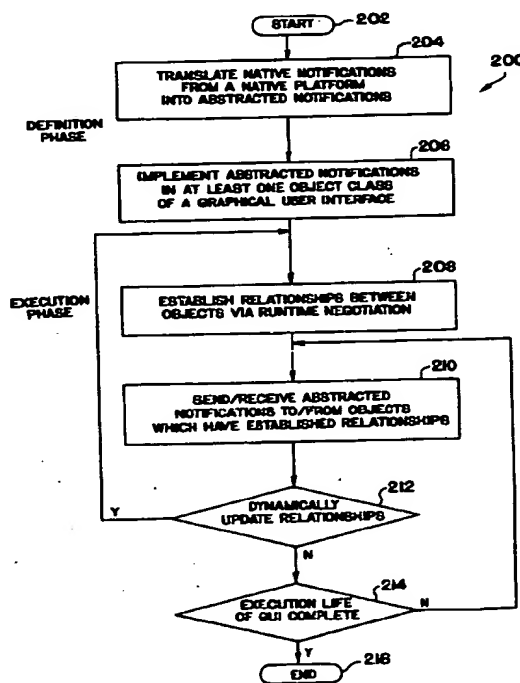 START
202
204
TRANSLATE NATIVE NOTIFICATIONS
FROM A NATIVE PLATFORM
INTO ABSTRACTED NOTIFICATIONS
200
DEFINITION
PHASE
206
IMPLEMENT ABSTRACTED NOTIFICATIONS
IN AT LEAST ONE OBJECT CLASS
OF A GRAPHICAL USER INTERFACE
EXECUTION
PHASE
208
ESTABLISH RELATIONSHIPS BETWEEN
OBJECTS VIA RUNTIME NEGOTIATION
210
SEND/RECEIVE ABSTRACTED
NOTIFICATIONS TO/FROM OBJECTS
WHICH HAVE ESTABLISHED RELATIONSHIPS
212
DYNAMICALLY
UPDATE RELATIONSHIPS
Y
N
214
EXECUTION LIFE
OF GUI COMPLETE
N
Y
END
216